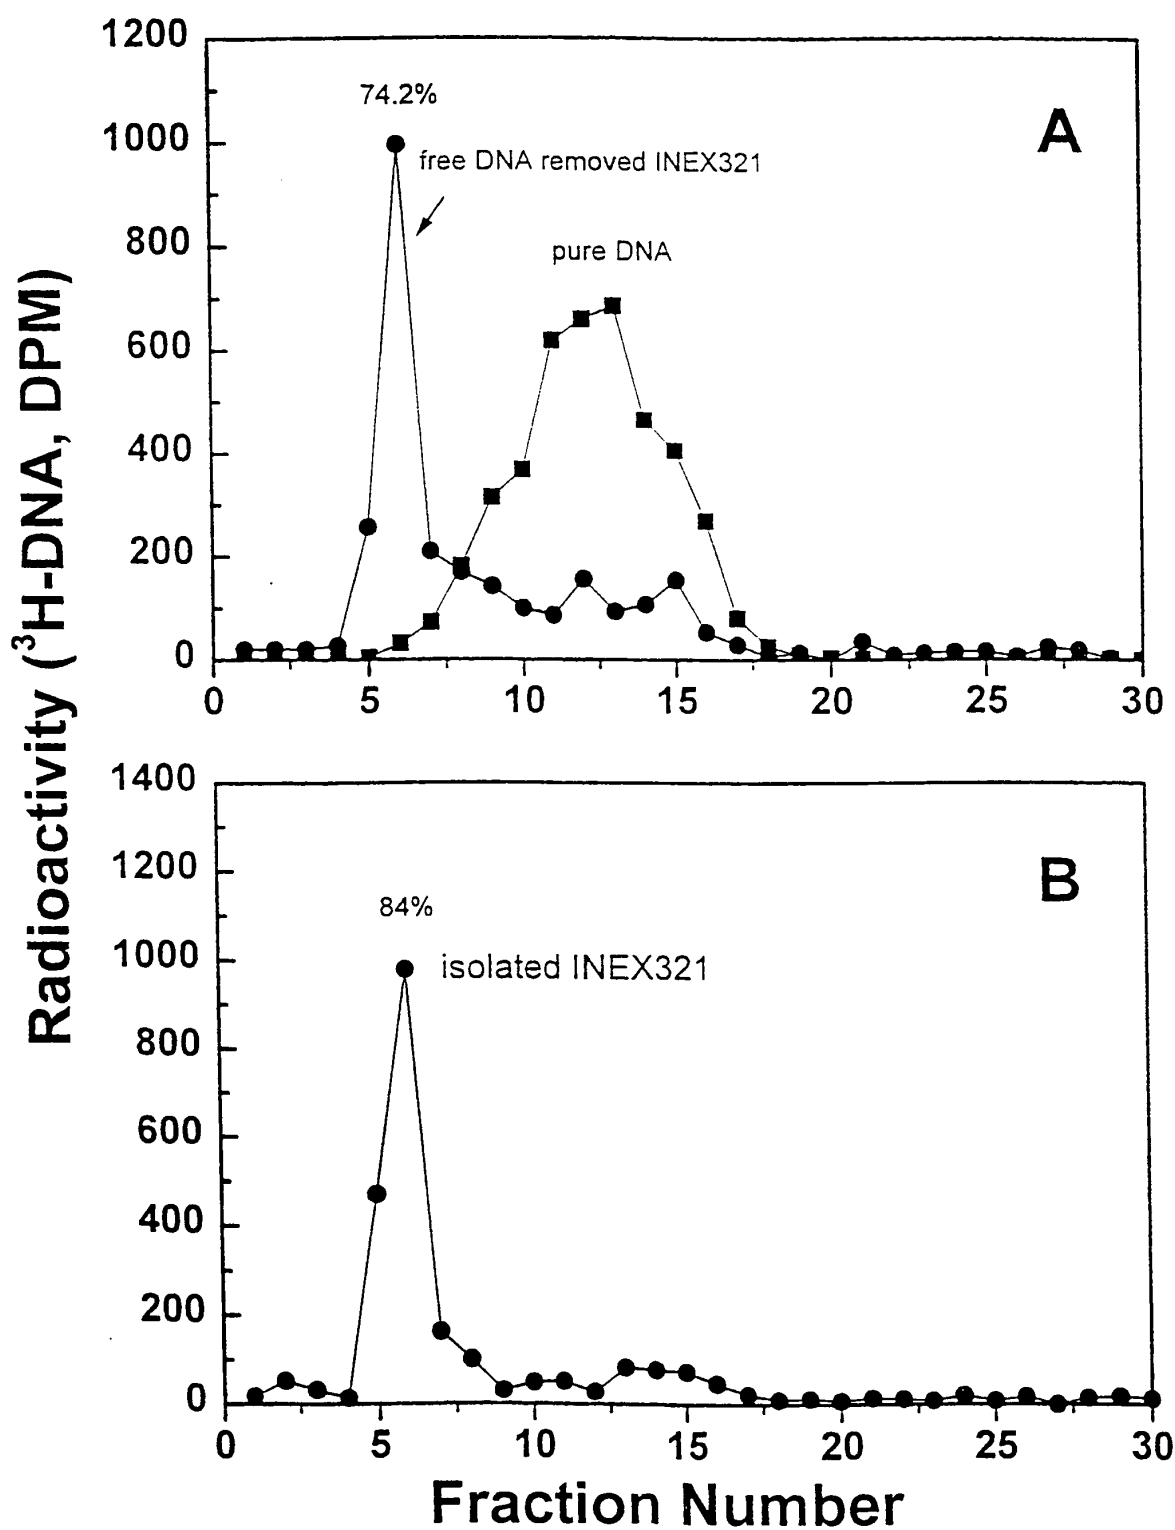 Radioactivity (³H-DNA, DPM)
1200
1000
800
600
400
200
0
74.2%
free DNA removed INEX321
pure DNA
A
0 5 10 15 20 25 30
1400
1200
1000
800
600
400
200
0
84%
isolated INEX321
B
0 5 10 15 20 25 30
Fraction Number